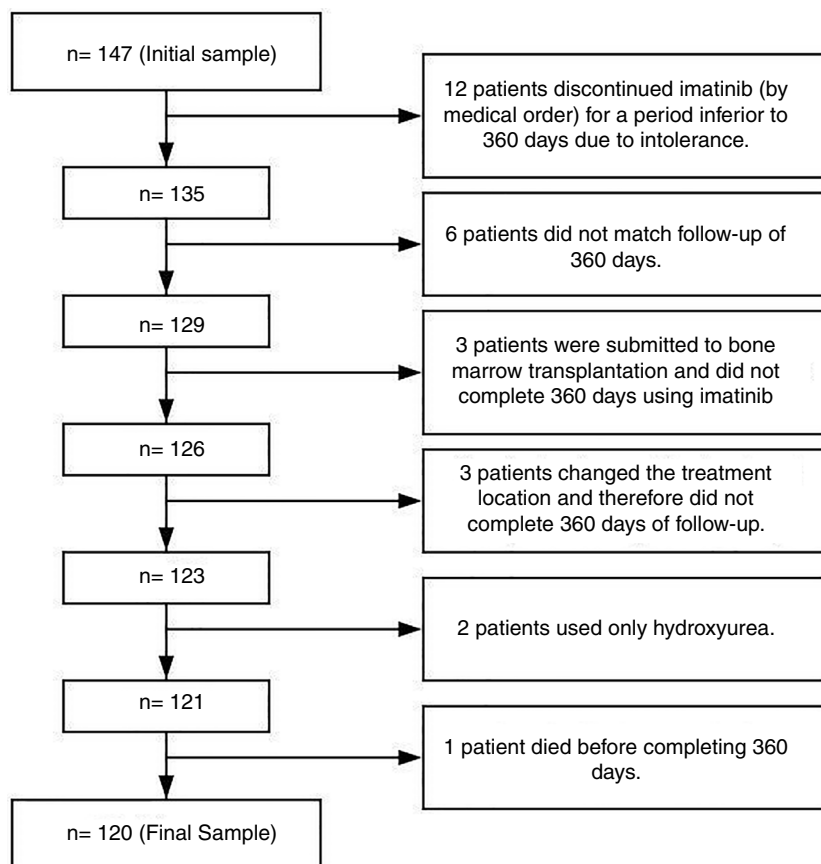 n= 147 (Initial sample)
12 patients discontinued imatinib (by
medical order) for a period inferior to
360 days due to intolerance.
n= 135
6 patients did not match follow-up of
360 days.
n= 129
3 patients were submitted to bone
marrow transplantation and did not
complete 360 days using imatinib
n= 126
3 patients changed the treatment
location and therefore did not
complete 360 days of follow-up.
n= 123
2 patients used only hydroxyurea.
n= 121
1 patient died before completing 360
days.
n= 120 (Final Sample)